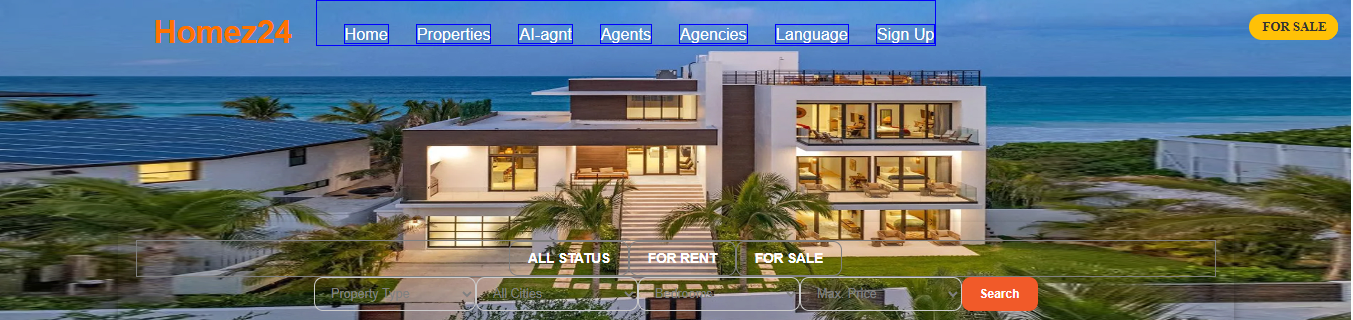 Homez24 Home Properties AI-agnt Agents Agencies Language Sign Up FOR SALE
ALL STATUS FOR RENT FOR SALE
Property Type All Cities Bedrooms Max. Price Search